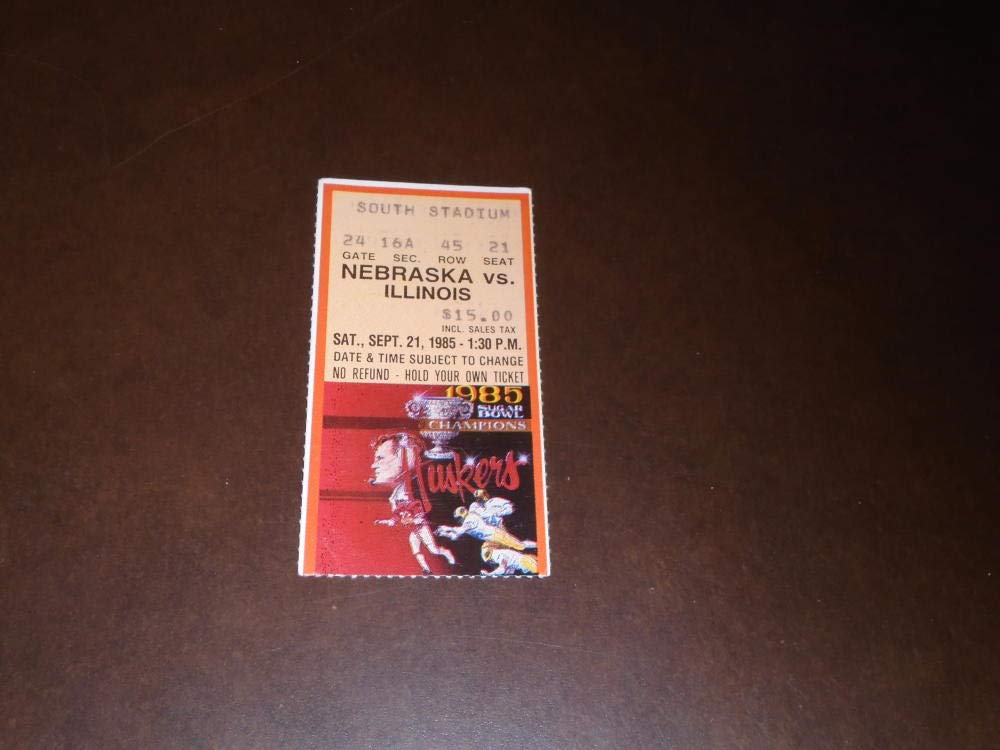 SOUTH STADIUM
24 16A 45 21
GATE SEC. ROW SEAT
NEBRASKA VS.
ILLINOIS
$15.00
INCL. SALES TAX
SAT., SEPT. 21, 1985 - 1:30 P.M.
DATE & TIME SUBJECT TO CHANGE
NO REFUND - HOLD YOUR OWN TICKET
1985
SUGAR
BOWL
CHAMPIONS
Huskers